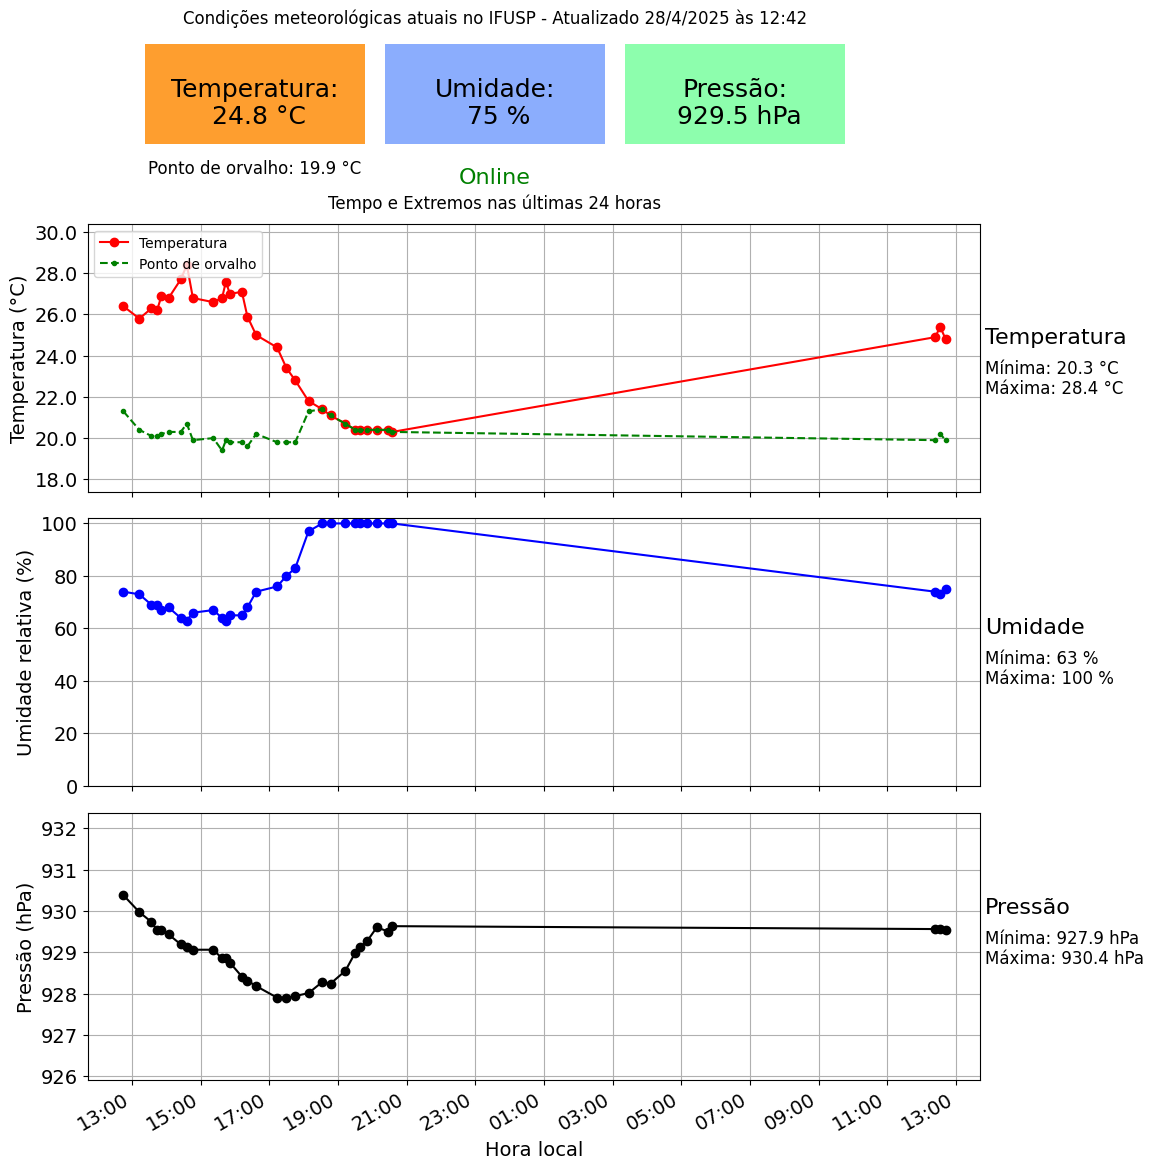 Condições meteorológicas atuais no IFUSP - Atualizado 28/4/2025 às 12:42
Temperatura:
24.8 °C
Umidade:
75 %
Pressão:
929.5 hPa
Ponto de orvalho: 19.9 °C
Online
Tempo e Extremos nas últimas 24 horas
Temperatura (°C)
30.0
28.0
26.0
24.0
22.0
20.0
18.0
Temperatura
Ponto de orvalho
Temperatura
Mínima: 20.3 °C
Máxima: 28.4 °C
Umidade relativa (%)
100
80
60
40
20
0
Umidade
Mínima: 63 %
Máxima: 100 %
Pressão (hPa)
932
931
930
929
928
927
926
Pressão
Mínima: 927.9 hPa
Máxima: 930.4 hPa
13:00 15:00 17:00 19:00 21:00 23:00 01:00 03:00 05:00 07:00 09:00 11:00 13:00
Hora local